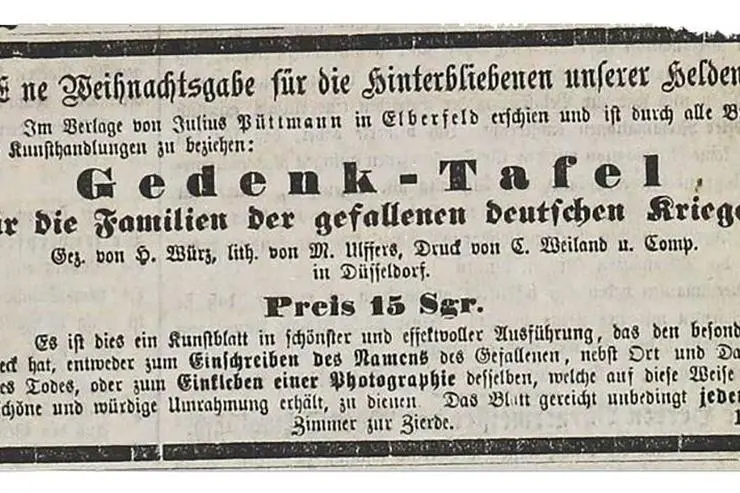 E ne Weihnachtsgabe für die Hinterbliebenen unserer Helden
Im Verlage von Julius Püttmann in Elberfeld erschien und ist durch alle B
Kunsthandlungen zu beziehen:
Gedenk-Tafel
r die Familien der gefallenen deutschen Kriege
Gez. von H. Würz, lith. von M. Ulffers, Druck von C. Weiland u. Comp.
in Düsseldorf.
Preis 15 Sgr.
Es ist dies ein Kunstblatt in schönster und effektvoller Ausführung, das den besond
eck hat, entweder zum Einschreiben des Namens des Gefallenen, nebst Ort und Da
es Todes, oder zum Einkleben einer Photographie desselben, welche auf diese Weise
schöne und würdige Umrahmung erhält, zu dienen. Das Blatt gereicht unbedingt jede
Zimmer zur Zierde.